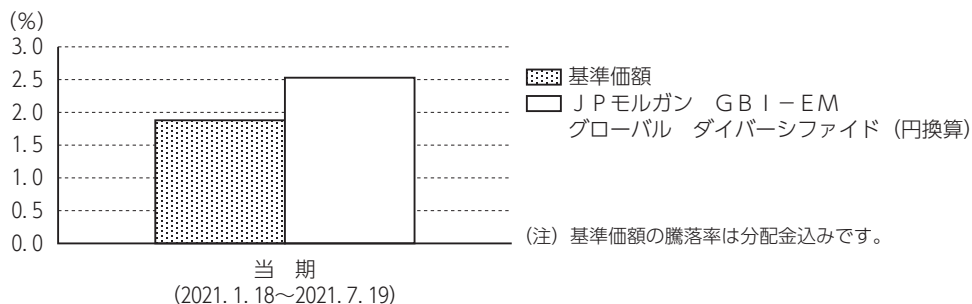 (%)
3.0
2.5
2.0
1.5
1.0
0.5
0.0
当 期
(2021.1.18～2021.7.19)
基準価額
ＪＰモルガン ＧＢＩ－ＥＭ
グローバル ダイバーシファイド（円換算）
（注）基準価額の騰落率は分配金込みです。